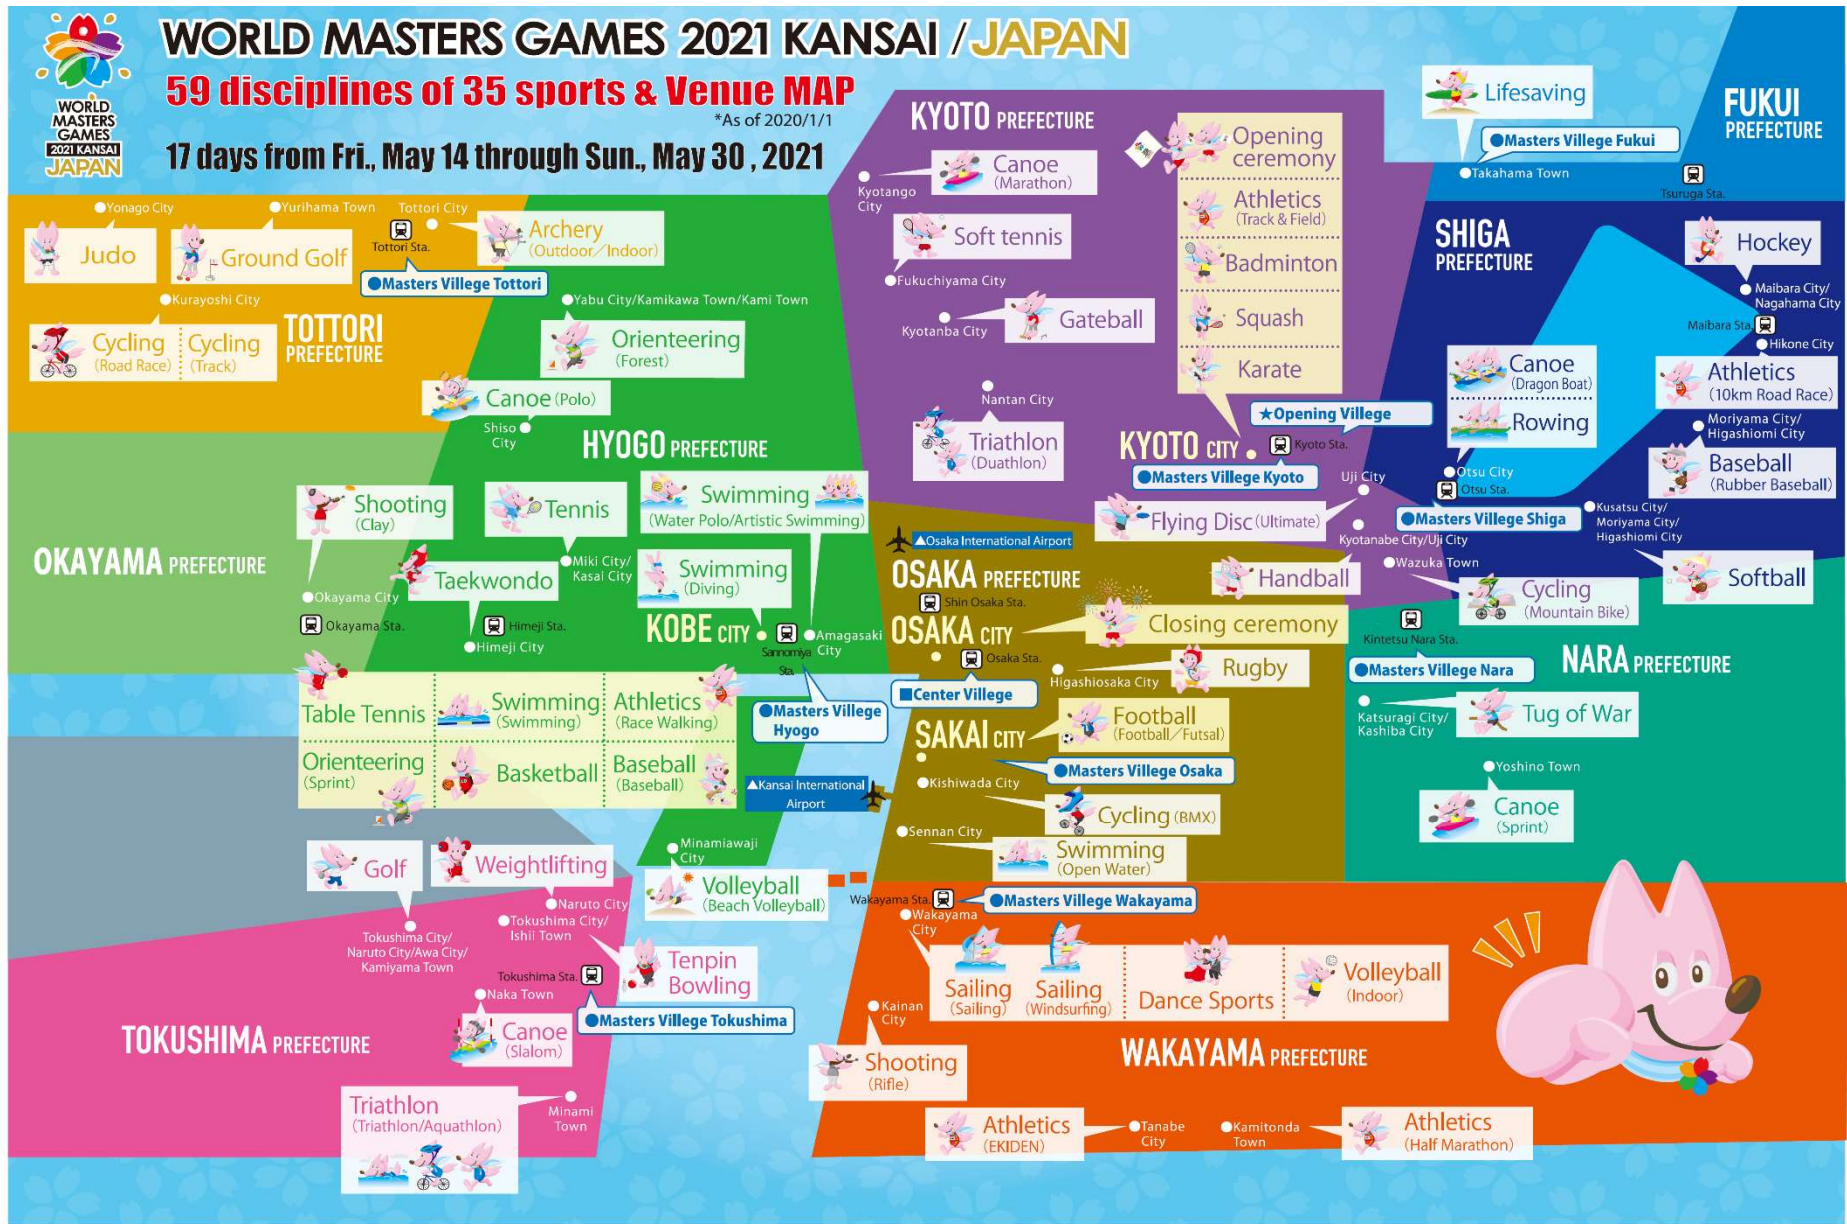 WORLD MASTERS GAMES 2021 KANSAI / JAPAN
59 disciplines of 35 sports & Venue MAP
*As of 2020/1/1
17 days from Fri., May 14 through Sun., May 30 , 2021
WORLD
MASTERS
GAMES
2021 KANSAI
JAPAN
Yonago City
Judo
Yurihama Town
Ground Golf
Tottori City
Tottori Sta.
Archery
(Outdoor／Indoor)
Masters Villege Tottori
Kurayoshi City
Cycling
(Road Race)
Cycling
(Track)
TOTTORI
PREFECTURE
Yabu City/Kamikawa Town/Kami Town
Orienteering
(Forest)
Canoe (Polo)
Shiso
City
HYOGO PREFECTURE
Shooting
(Clay)
Tennis
Swimming
(Water Polo/Artistic Swimming)
OKAYAMA PREFECTURE
Okayama City
Okayama Sta.
Taekwondo
Miki City/
Kasai City
Swimming
(Diving)
Himeji Sta.
Himeji City
KOBE CITY
Sannomiya
Sta.
Amagasaki
City
Masters Villege
Hyogo
Table Tennis
Swimming
(Swimming)
Athletics
(Race Walking)
Orienteering
(Sprint)
Basketball
Baseball
(Baseball)
▲Kansai International
Airport
Minamiawaji
City
Volleyball
(Beach Volleyball)
Golf
Weightlifting
Naruto City
Tokushima City/
Ishii Town
Tokushima City/
Naruto City/Awa City/
Kamiyama Town
Tenpin
Bowling
Tokushima Sta.
Naka Town
Masters Villege Tokushima
Canoe
(Slalom)
TOKUSHIMA PREFECTURE
Triathlon
(Triathlon/Aquathlon)
Minami
Town
KYOTO PREFECTURE
Kyotango
City
Canoe
(Marathon)
Soft tennis
Fukuchiyama City
Kyotanba City
Gateball
Nantan City
Triathlon
(Duathlon)
Opening
ceremony
Athletics
(Track & Field)
Badminton
Squash
Karate
★Opening Villege
KYOTO CITY
Kyoto Sta.
Masters Villege Kyoto
Uji City
Flying Disc (Ultimate)
Kyotanabe City/Uji City
Handball
Wazuka Town
Cycling
(Mountain Bike)
Lifesaving
Masters Villege Fukui
Takahama Town
Tsuruga Sta.
FUKUI
PREFECTURE
SHIGA
PREFECTURE
Hockey
Maibara City/
Nagahama City
Maibara Sta.
Hikone City
Athletics
(10km Road Race)
Canoe
(Dragon Boat)
Rowing
Moriyama City/
Higashiomi City
Baseball
(Rubber Baseball)
Otsu City
Otsu Sta.
Masters Villege Shiga
Kusatsu City/
Moriyama City/
Higashiomi City
Softball
▲Osaka International Airport
OSAKA PREFECTURE
Shin Osaka Sta.
OSAKA CITY
Closing ceremony
Osaka Sta.
Higashiosaka City
Rugby
■Center Villege
SAKAI CITY
Football
(Football／Futsal)
Masters Villege Osaka
Kishiwada City
Cycling (BMX)
Sennan City
Swimming
(Open Water)
Kintetsu Nara Sta.
Masters Villege Nara
NARA PREFECTURE
Katsuragi City/
Kashiba City
Tug of War
Yoshino Town
Canoe
(Sprint)
Wakayama Sta.
Masters Villege Wakayama
Wakayama
City
Sailing
(Sailing)
Sailing
(Windsurfing)
Dance Sports
Volleyball
(Indoor)
Kainan
City
Shooting
(Rifle)
WAKAYAMA PREFECTURE
Athletics
(EKIDEN)
Tanabe
City
Kamitonda
Town
Athletics
(Half Marathon)